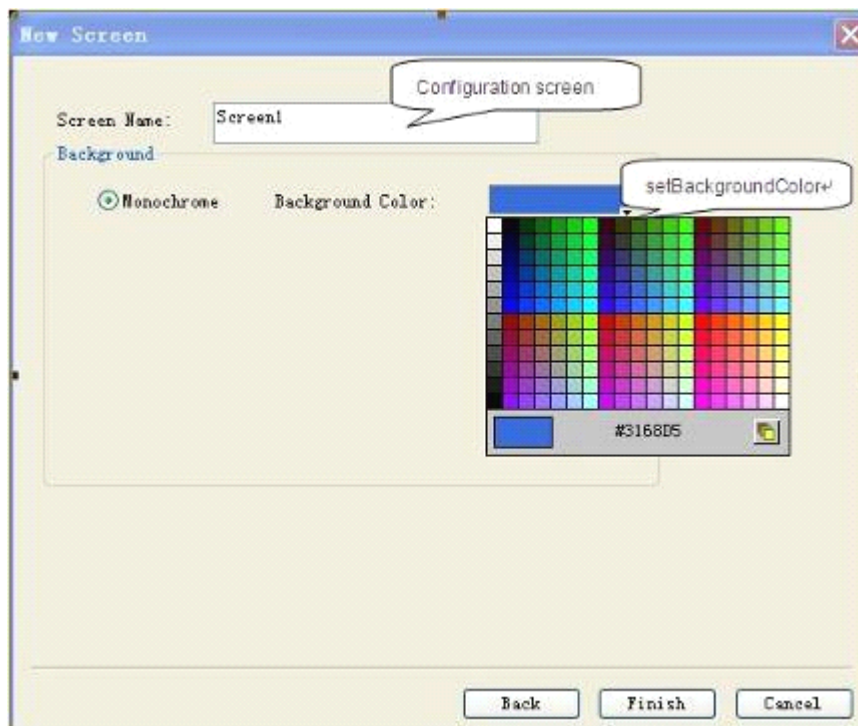 New Screen
Configuration screen
Screen Name: Screen1
Background
setBackgroundColor↵
Monochrome Background Color:
#3168D5
Back Finish Cancel